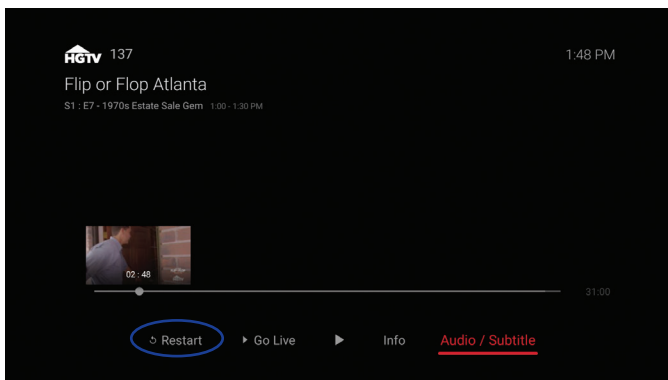 HGTV 137
1:48 PM
Flip or Flop Atlanta
S1 : E7 - 1970s Estate Sale Gem 1:00 - 1:30 PM
02 : 48
31:00
Restart
Go Live
Info
Audio / Subtitle